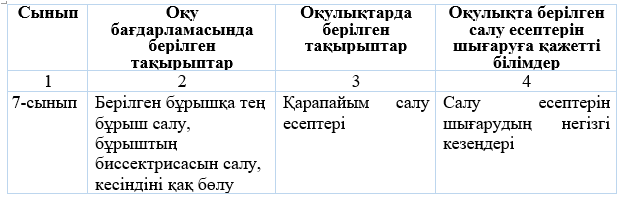 Сынып
Оқу
бағдарламасында
берілген
тақырыптар
Оқулықтарда
берілген
тақырыптар
Оқулықта берілген
салу есептерін
шығаруға қажетті
білімдер
1
2
3
4
7-сынып
Берілген бұрышқа тең
бұрыш салу,
бұрыштың
биссектрисасын салу,
кесіндіні қақ бөлу
Қарапайым салу
есептері
Салу есептерін
шығарудың негізгі
кезеңдері